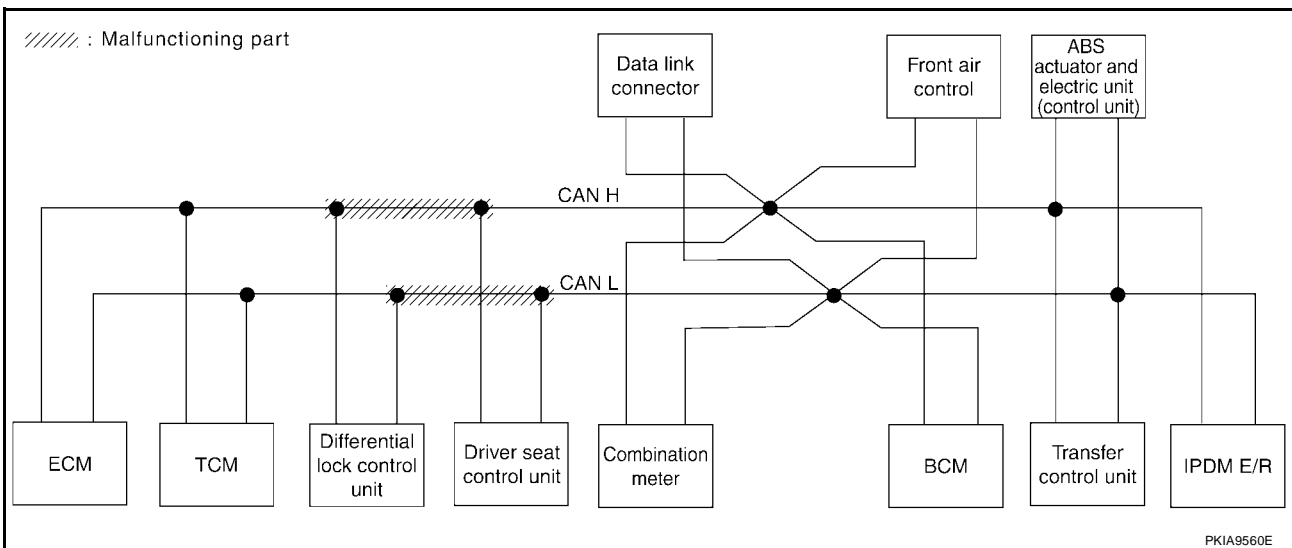 : Malfunctioning part
Data link
connector
Front air
control
ABS
actuator and
electric unit
(control unit)
CAN H
CAN L
ECM
TCM
Differential
lock control
unit
Driver seat
control unit
Combination
meter
BCM
Transfer
control unit
IPDM E/R
PKIA9560E